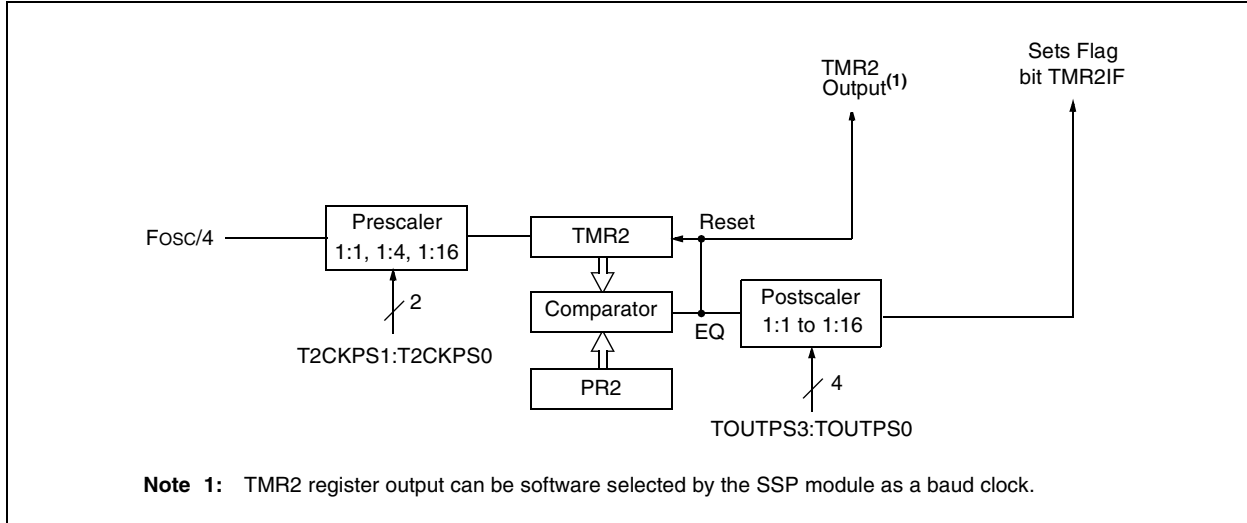 TMR2
Output(1)
Sets Flag
bit TMR2IF
Fosc/4
Prescaler
1:1, 1:4, 1:16
2
T2CKPS1:T2CKPS0
TMR2
Reset
Comparator
EQ
PR2
Postscaler
1:1 to 1:16
4
TOUTPS3:TOUTPS0
Note 1: TMR2 register output can be software selected by the SSP module as a baud clock.